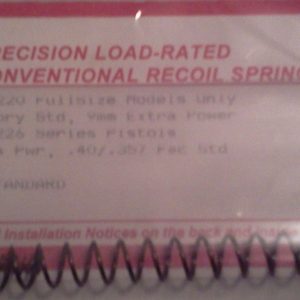 RECISION LOAD-RATED
ONVENTIONAL RECOIL SPRING
220 FullSize Models Only
ory Std, 9mm Extra Power
226 Series Pistols
Pwr, .40/.357 Fac Std
TANDARD
Installation Notices on the back and